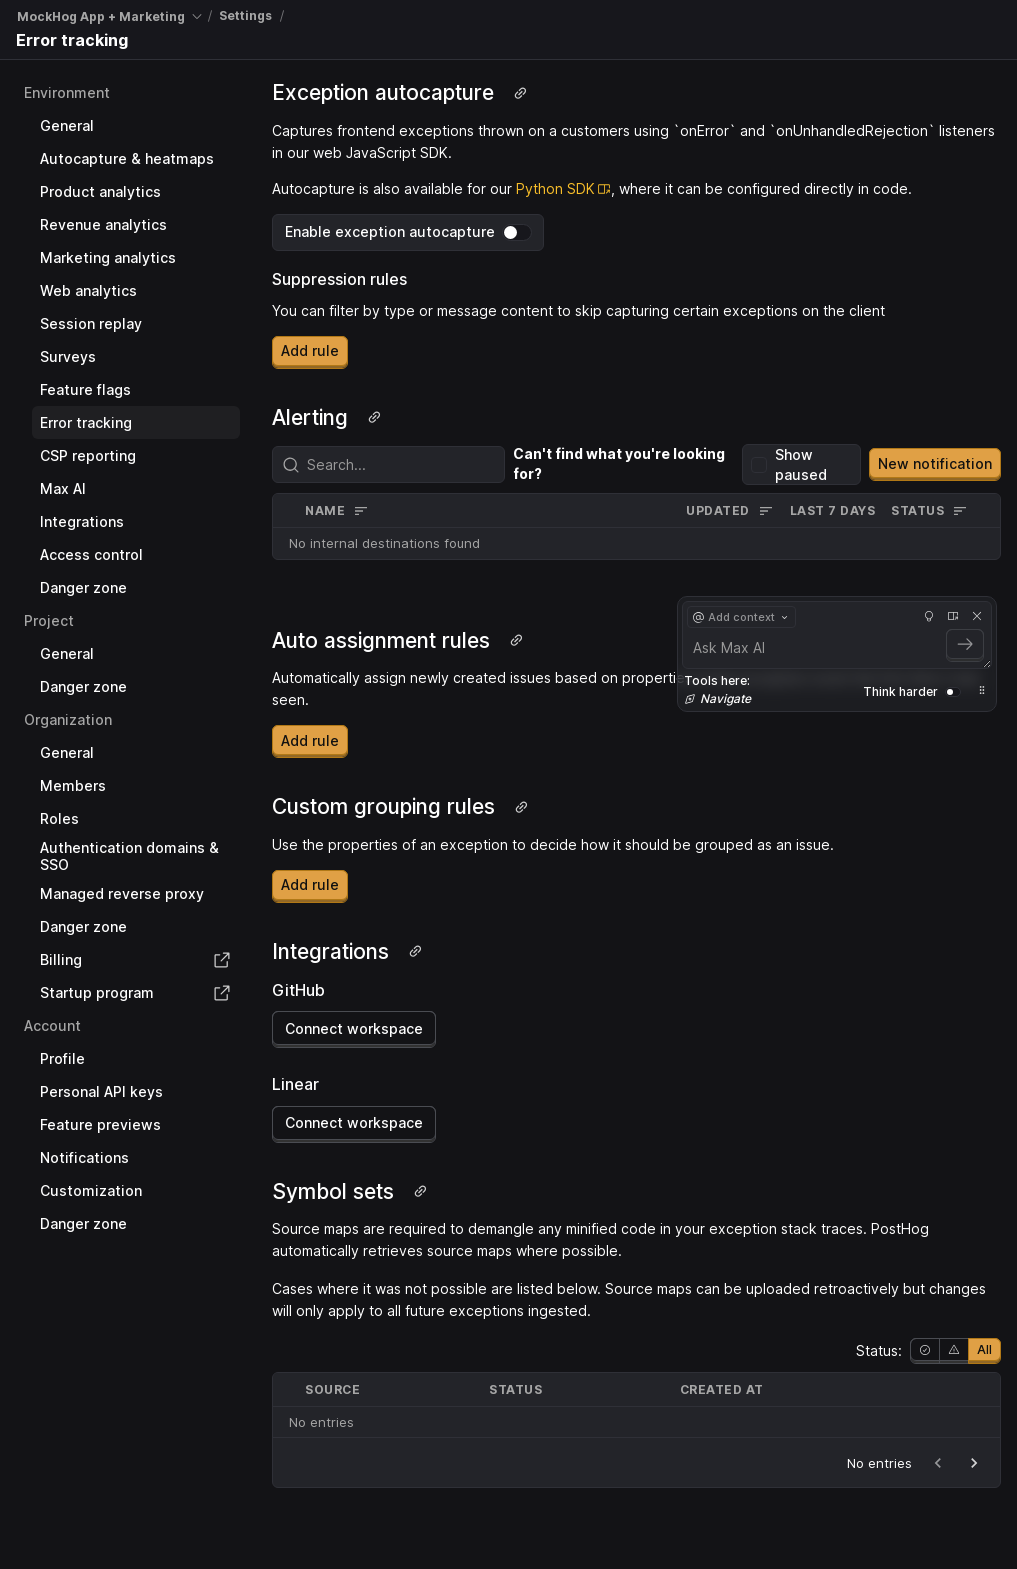 MockHog App + Marketing / Settings /
Error tracking
Environment
General
Autocapture & heatmaps
Product analytics
Revenue analytics
Marketing analytics
Web analytics
Session replay
Surveys
Feature flags
Error tracking
CSP reporting
Max AI
Integrations
Access control
Danger zone
Project
General
Danger zone
Organization
General
Members
Roles
Authentication domains &
SSO
Managed reverse proxy
Danger zone
Billing
Startup program
Account
Profile
Personal API keys
Feature previews
Notifications
Customization
Danger zone
Exception autocapture
Captures frontend exceptions thrown on a customers using `onError` and `onUnhandledRejection` listeners
in our web JavaScript SDK.
Autocapture is also available for our Python SDK, where it can be configured directly in code.
Enable exception autocapture
Suppression rules
You can filter by type or message content to skip capturing certain exceptions on the client
Add rule
Alerting
Search...
Can't find what you're looking
for?
Show
paused
New notification
NAME UPDATED LAST 7 DAYS STATUS
No internal destinations found
Auto assignment rules
Automatically assign newly created issues based on propertie
seen.
Add rule
@ Add context
Ask Max AI
Tools here:
Navigate
Think harder
Custom grouping rules
Use the properties of an exception to decide how it should be grouped as an issue.
Add rule
Integrations
GitHub
Connect workspace
Linear
Connect workspace
Symbol sets
Source maps are required to demangle any minified code in your exception stack traces. PostHog
automatically retrieves source maps where possible.
Cases where it was not possible are listed below. Source maps can be uploaded retroactively but changes
will only apply to all future exceptions ingested.
Status: All
SOURCE STATUS CREATED AT
No entries
No entries